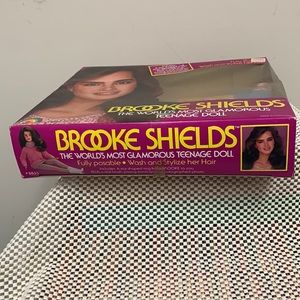 BROOKE SHIELDS
THE WORLD'S MOST GLAMOROUS
TEENAGE DOLL
BROOKE SHIELDS
THE WORLD'S MOST GLAMOROUS TEENAGE DOLL
Fully posable • Wash and Stylize her Hair